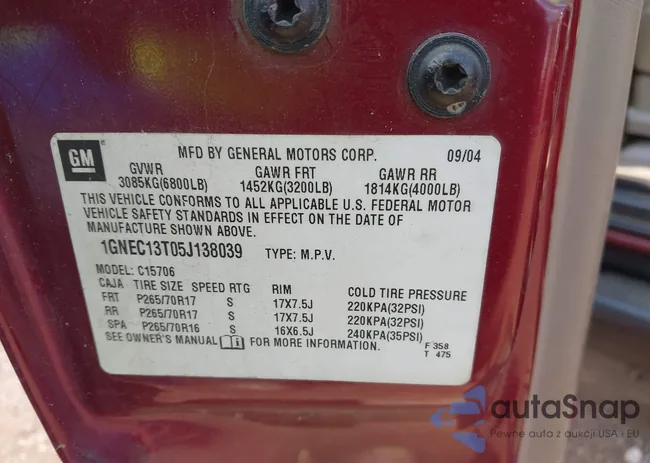 GM
MFD BY GENERAL MOTORS CORP. 09/04
GVWR GAWR FRT GAWR RR
3085KG(6800LB) 1452KG(3200LB) 1814KG(4000LB)
THIS VEHICLE CONFORMS TO ALL APPLICABLE U.S. FEDERAL MOTOR
VEHICLE SAFETY STANDARDS IN EFFECT ON THE DATE OF
MANUFACTURE SHOWN ABOVE.
1GNEC13T05J138039 TYPE: M.P.V.
MODEL: C15706
CAJA TIRE SIZE SPEED RTG RIM COLD TIRE PRESSURE
FRT P265/70R17 S 17X7.5J 220KPA(32PSI)
RR P265/70R17 S 17X7.5J 220KPA(32PSI)
SPA P265/70R16 S 16X6.5J 240KPA(35PSI)
SEE OWNER'S MANUAL FOR MORE INFORMATION.
F 358
T 475
autaSnap
Pewne auta z aukcji USA i EU